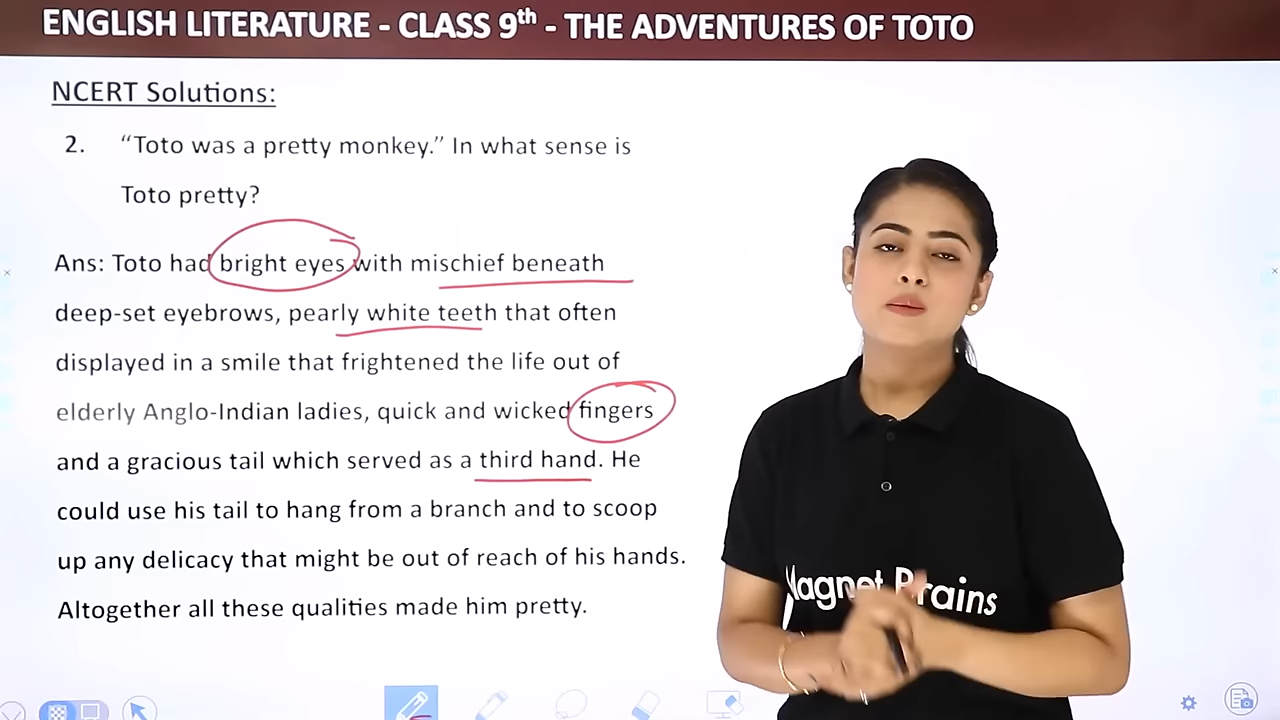 ENGLISH LITERATURE - CLASS 9th - THE ADVENTURES OF TOTO
NCERT Solutions:
2. “Toto was a pretty monkey.” In what sense is
Toto pretty?
Ans: Toto had bright eyes with mischief beneath
deep-set eyebrows, pearly white teeth that often
displayed in a smile that frightened the life out of
elderly Anglo-Indian ladies, quick and wicked fingers
and a gracious tail which served as a third hand. He
could use his tail to hang from a branch and to scoop
up any delicacy that might be out of reach of his hands.
Altogether all these qualities made him pretty.
Magnet Brains